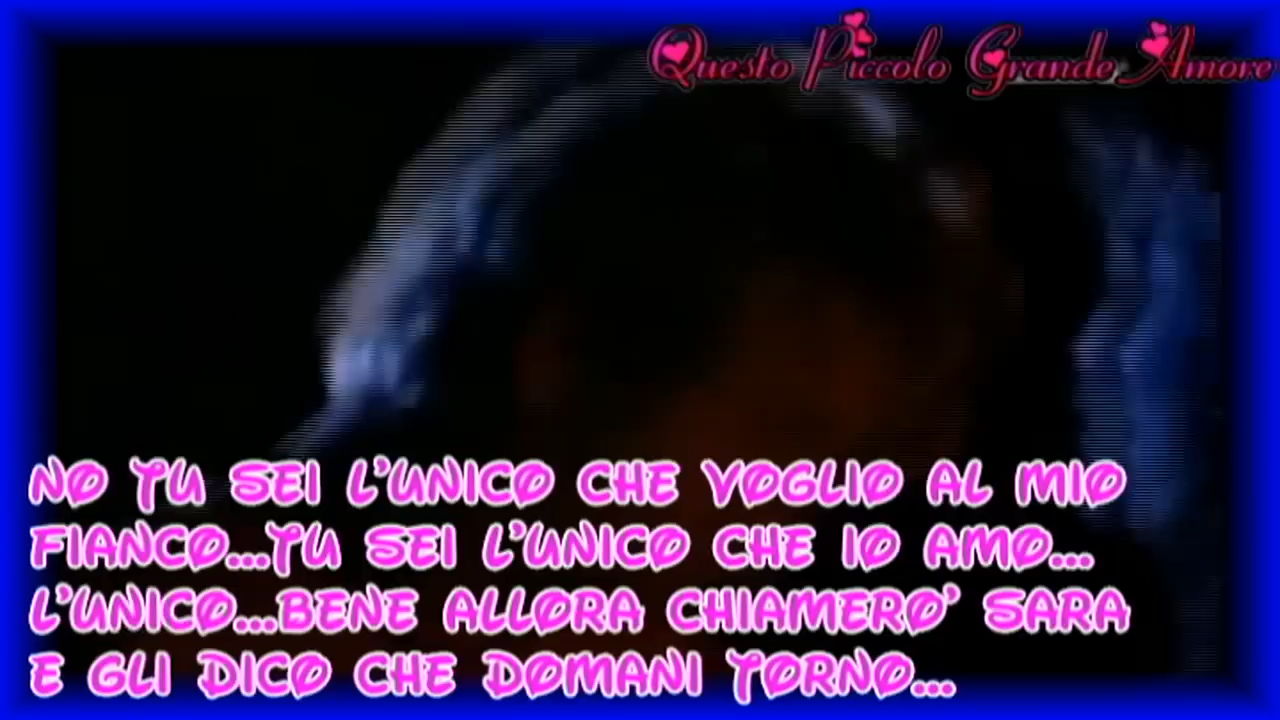 Questo Piccolo Grande Amore
NO TU SEI L'UNICO CHE VOGLIO AL MIO
FIANCO...TU SEI L'UNICO CHE IO AMO...
L'UNICO...BENE ALLORA CHIAMERO' SARA
E GLI DICO CHE DOMANI TORNO...